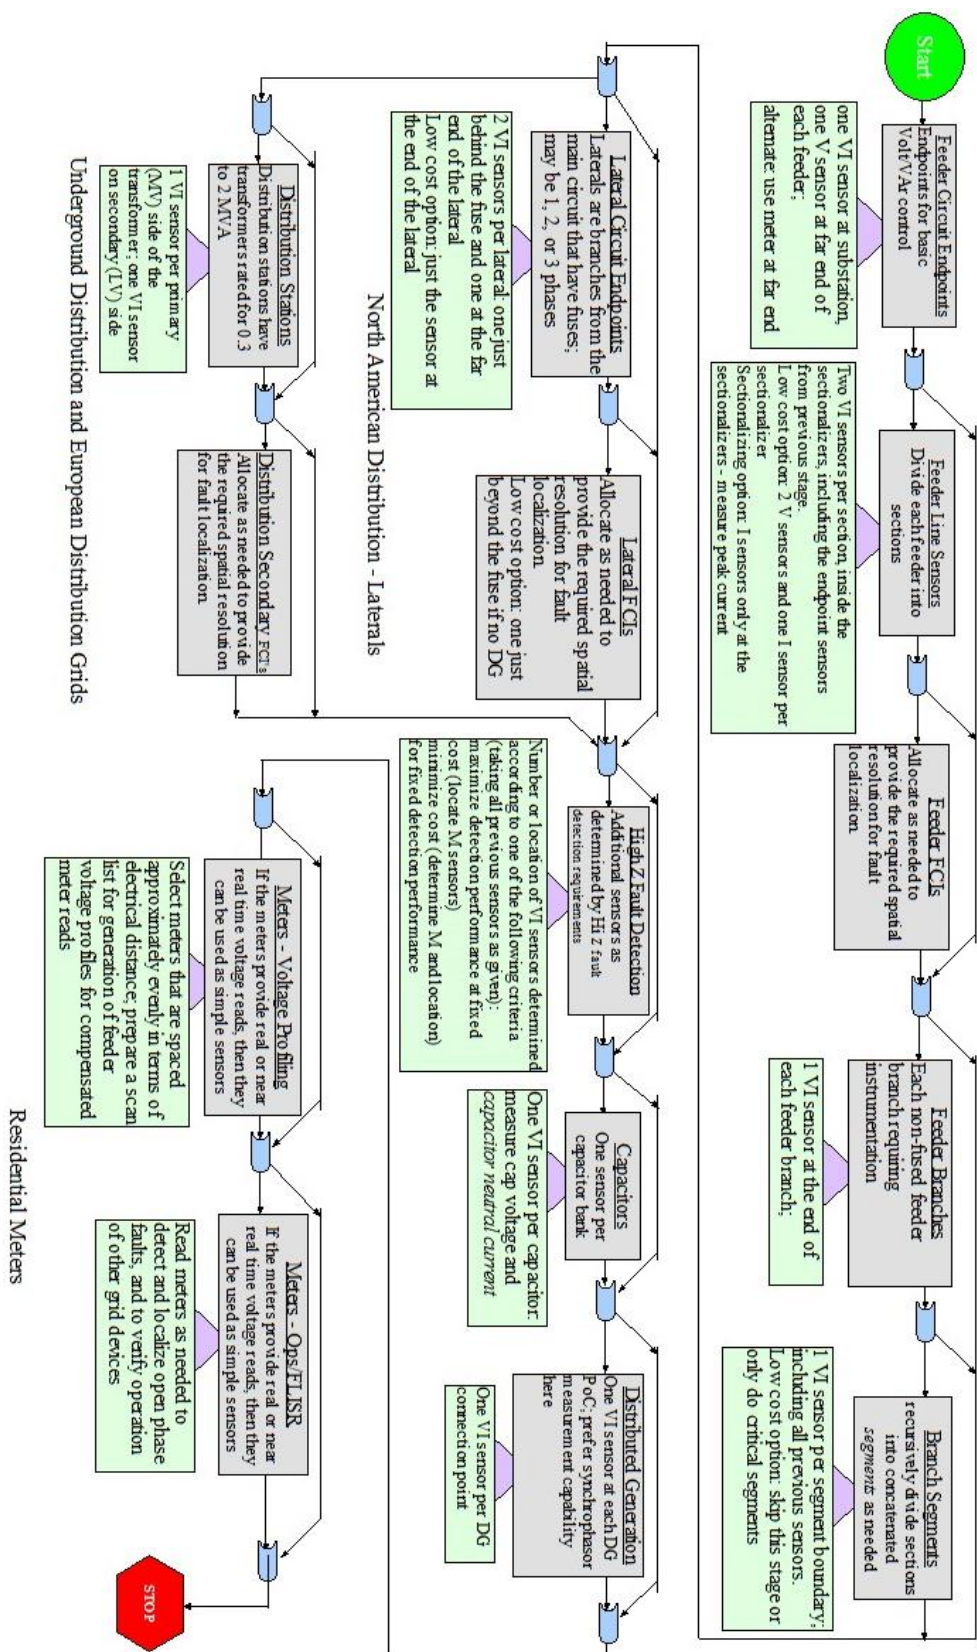 Start
Feeder Circuit Endpoints
Endpoints for basic
Volt/VAr control
one VI sensor at substation,
one V sensor at far end of
each feeder;
alternate: use meter at far end
Feeder Line Sensors
Divide each feeder into
sections
Two VI sensors per section, inside the
sectionalizers, including the endpoint sensors
from previous stage.
Low cost option: 2 V sensors and one I sensor per
sectionalizer
Sectionalizing option: I sensors only at the
sectionalizers - measure peak current
Feeder FCIs
Allocate as needed to
provide the required spatial
resolution for fault
localization
Feeder Branches
Each non-fused feeder
branch requiring
instrumentation
1 VI sensor at the end of
each feeder branch;
Branch Segments
recursively divide sections
into concatenated
segments as needed
1 VI sensor per segment boundary;
including all previous sensors.
Low cost option: skip this stage or
only do critical segments
Lateral Circuit Endpoints
Laterals are branches from the
main circuit that have fuses;
may be 1, 2, or 3 phases
2 VI sensors per lateral: one just
behind the fuse and one at the far
end of the lateral
Low cost option: just the sensor at
the end of the lateral
Lateral FCIs
Allocate as needed to
provide the required spatial
resolution for fault
localization
Low cost option: one just
beyond the fuse if no DG
North American Distribution - Laterals
High Z Fault Detection
Additional sensors as
determined by Hi Z fault
detection requirements
Number or location of VI sensors determined
according to one of the following criteria
(taking all previous sensors as given):
maximize detection performance at fixed
cost (locate M sensors)
minimize cost (determine M and location)
for fixed detection performance
Capacitors
One sensor per
capacitor bank
One VI sensor per capacitor:
measure cap voltage and
capacitor neutral current
Distributed Generation
One VI sensor at each DG
PoC; prefer synchrophasor
measurement capability
here
One VI sensor per DG
connection point
Distribution Stations
Distribution stations have
transformers rated for 0.3
to 2 MVA
1 VI sensor per primary
(MV) side of the
transformer; one VI sensor
on secondary (LV) side
Distribution Secondary FCI's
Allocate as needed to provide
the required spatial resolution
for fault localization
Underground Distribution and European Distribution Grids
Meters - Voltage Profiling
If the meters provide real or near
real time voltage reads, then they
can be used as simple sensors
Select meters that are spaced
approximately evenly in terms of
electrical distance; prepare a scan
list for generation of feeder
voltage profiles for compensated
meter reads
Meters - Ops/FLISR
If the meters provide real or near
real time voltage reads, then they
can be used as simple sensors
Read meters as needed to
detect and localize open phase
faults, and to verify operation
of other grid devices
STOP
Residential Meters